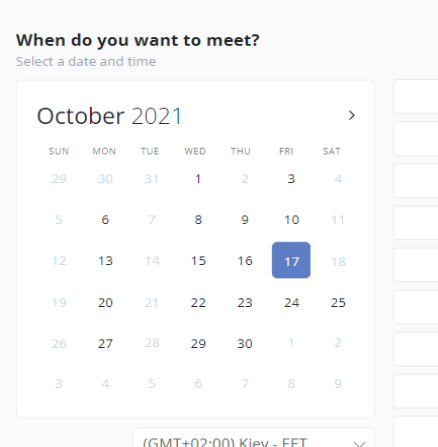 When do you want to meet?
Select a date and time
October 2021
SUN MON TUE WED THU FRI SAT
29 30 31 1 2 3 4
5 6 7 8 9 10 11
12 13 14 15 16 17 18
19 20 21 22 23 24 25
26 27 28 29 30 1 2
3 4 5 6 7 8 9
(GMT+02:00) Kiev - EET